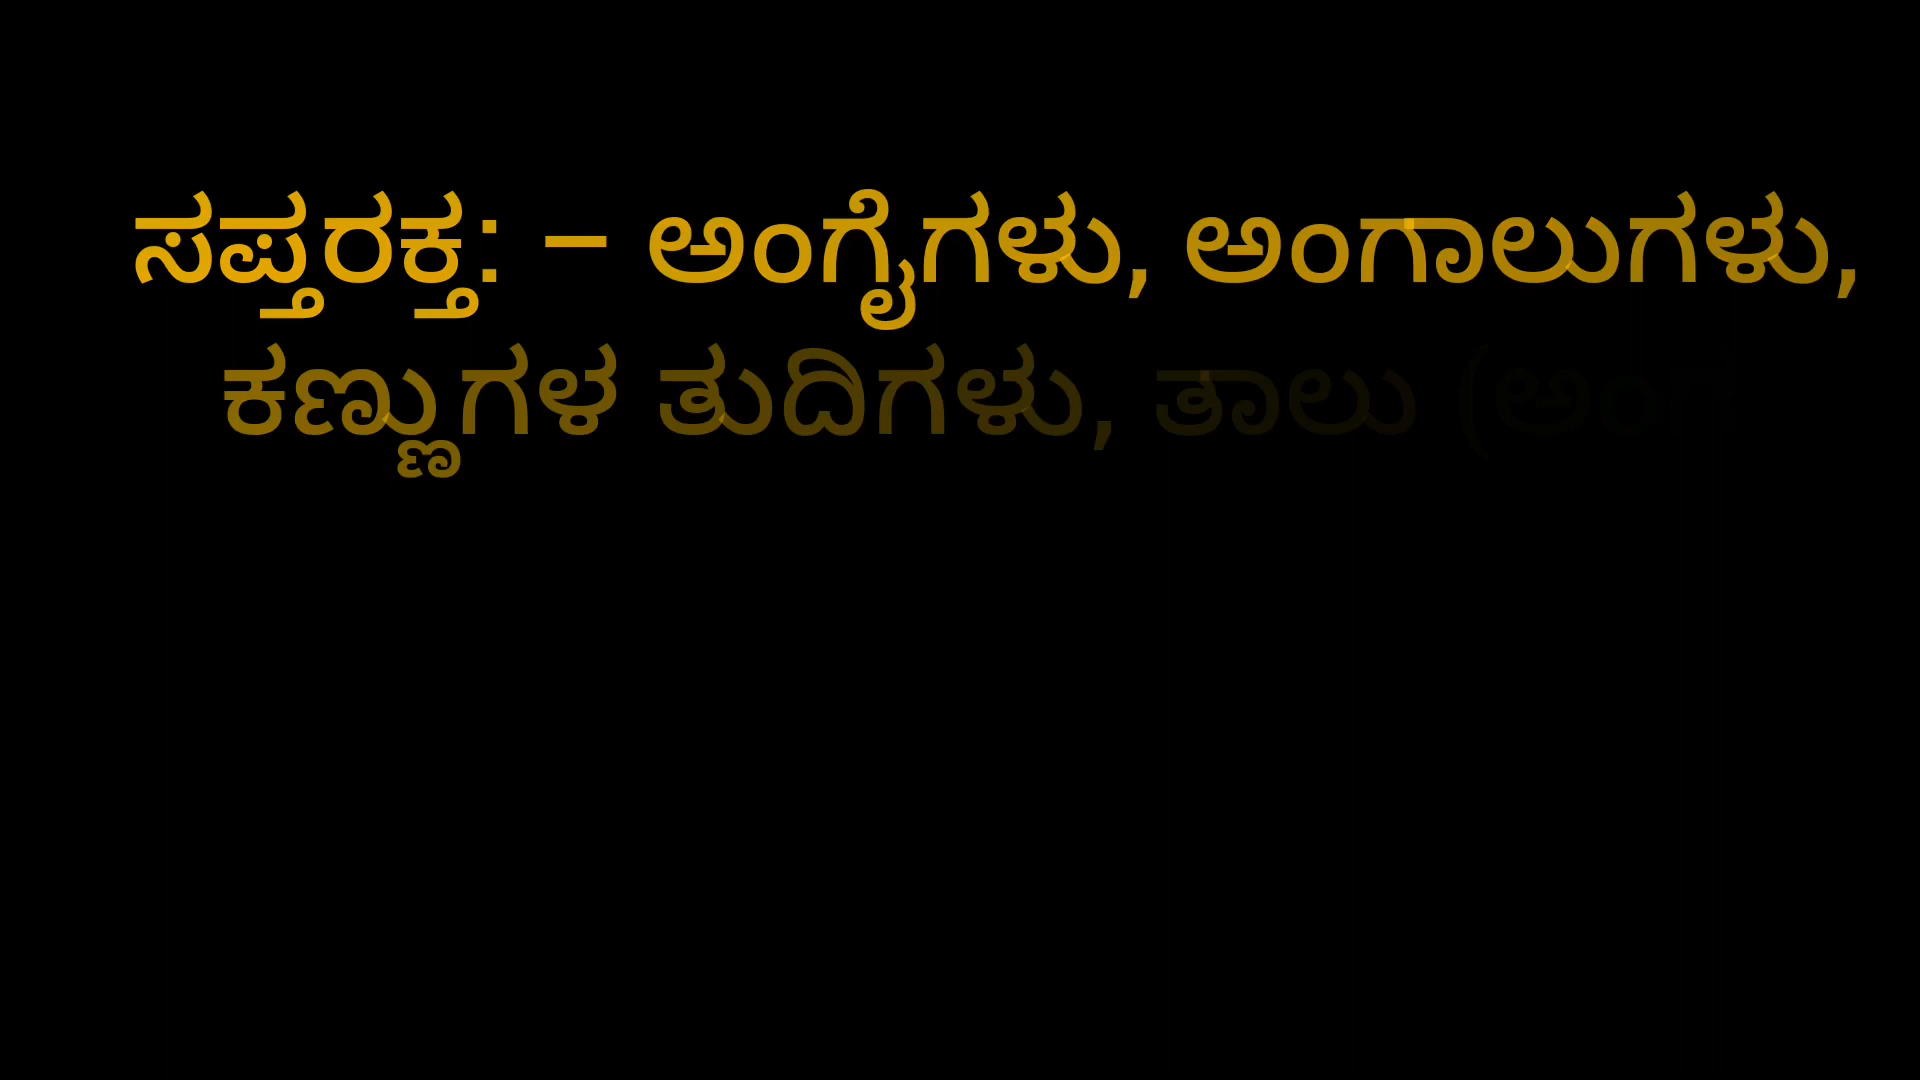 ಸಪ್ತರಕ್ತ: – ಅಂಗೈಗಳು, ಅಂಗಾಲುಗಳು,
ಕಣ್ಣುಗಳ ತುದಿಗಳು, ತಾಲು